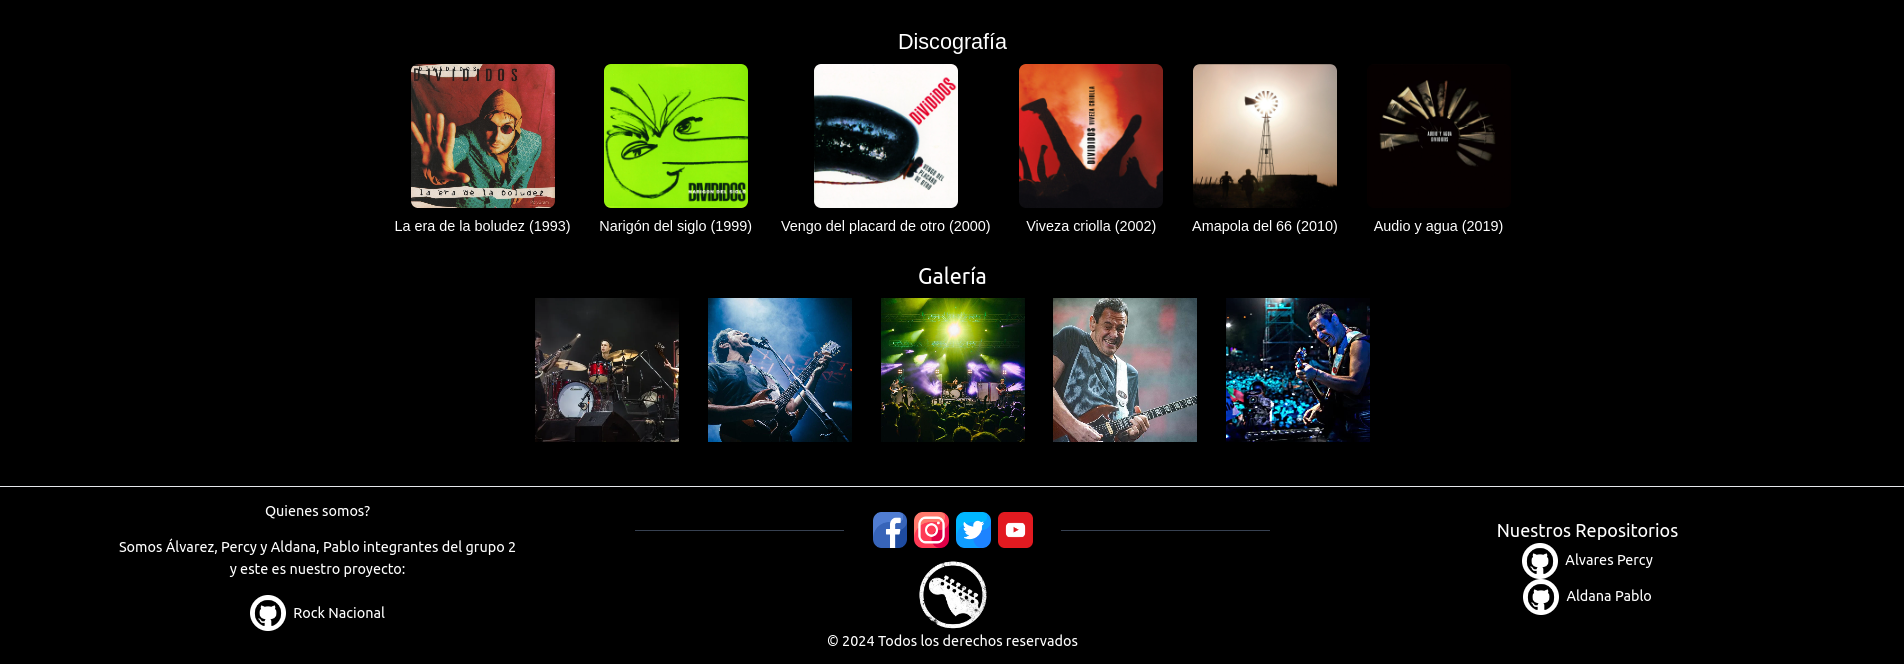 Discografía
DIVIDIDOS
la era de la boludez
DIVIDIDOS
NARIGON DEL SIGLO
DIVIDIDOS
VENGO DEL
PLACARD
DE OTRO
DIVIDIDOS VIVEZA CRIOLLA
AUDIO Y AGUA
DIVIDIDOS
La era de la boludez (1993)
Narigón del siglo (1999)
Vengo del placard de otro (2000)
Viveza criolla (2002)
Amapola del 66 (2010)
Audio y agua (2019)
Galería
Quienes somos?
Somos Álvarez, Percy y Aldana, Pablo integrantes del grupo 2
y este es nuestro proyecto:
Rock Nacional
© 2024 Todos los derechos reservados
Nuestros Repositorios
Alvares Percy
Aldana Pablo